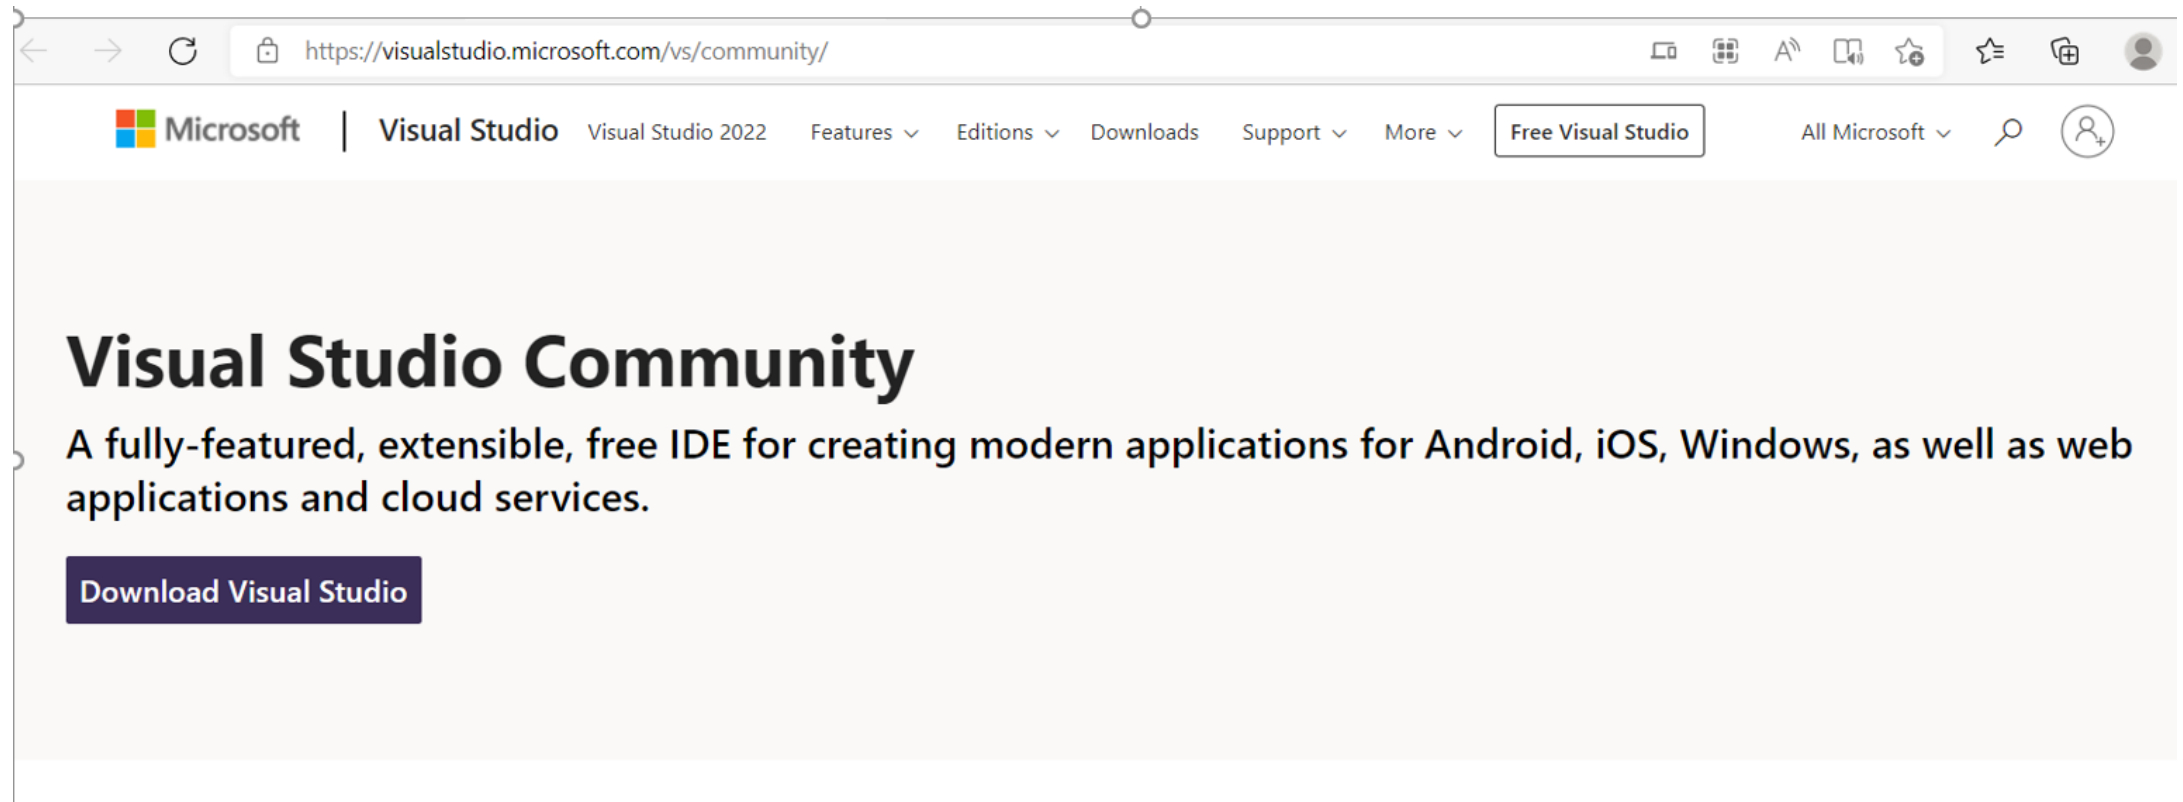 https://visualstudio.microsoft.com/vs/community/
Microsoft | Visual Studio Visual Studio 2022 Features Editions Downloads Support More Free Visual Studio All Microsoft
Visual Studio Community
A fully-featured, extensible, free IDE for creating modern applications for Android, iOS, Windows, as well as web
applications and cloud services.
Download Visual Studio